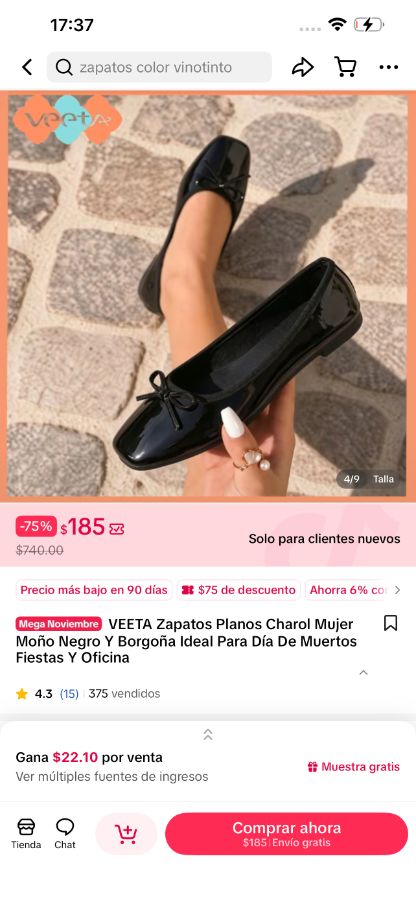 17:37
zapatos color vinotinto
veeta
4/9 Talla
-75% $185
$740.00
Solo para clientes nuevos
Precio más bajo en 90 días
$75 de descuento
Ahorra 6% co
Mega Noviembre VEETA Zapatos Planos Charol Mujer
Moño Negro Y Borgoña Ideal Para Día De Muertos
Fiestas Y Oficina
4.3 (15) 375 vendidos
Gana $22.10 por venta
Ver múltiples fuentes de ingresos
Muestra gratis
Tienda
Chat
Comprar ahora
$185 | Envío gratis